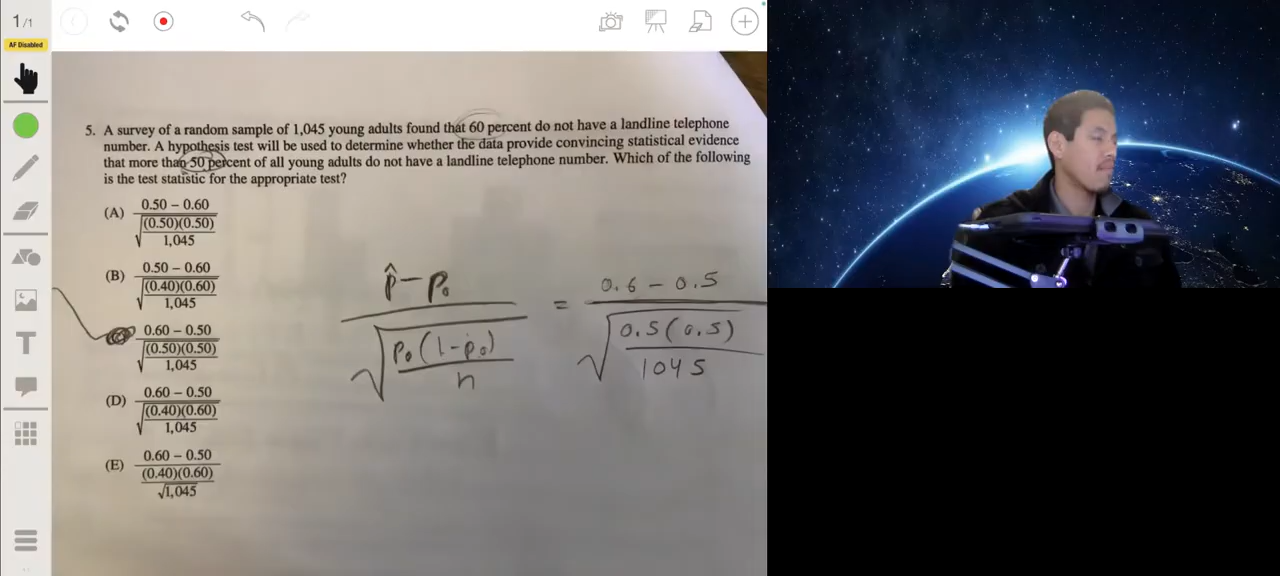 1/1
AF Disabled
5. A survey of a random sample of 1,045 young adults found that 60 percent do not have a landline telephone
number. A hypothesis test will be used to determine whether the data provide convincing statistical evidence
that more than 50 percent of all young adults do not have a landline telephone number. Which of the following
is the test statistic for the appropriate test?
(A) 0.50 − 0.60
√(0.50)(0.50)
1,045
(B) 0.50 − 0.60
√(0.40)(0.60)
1,045
0.60 − 0.50
√(0.50)(0.50)
1,045
(D) 0.60 − 0.50
√(0.40)(0.60)
1,045
(E) 0.60 − 0.50
(0.40)(0.60)
√1,045
p̂ − p₀
√p₀(1−p₀)
n
= 0.6 − 0.5
√0.5(0.5)
1045
T